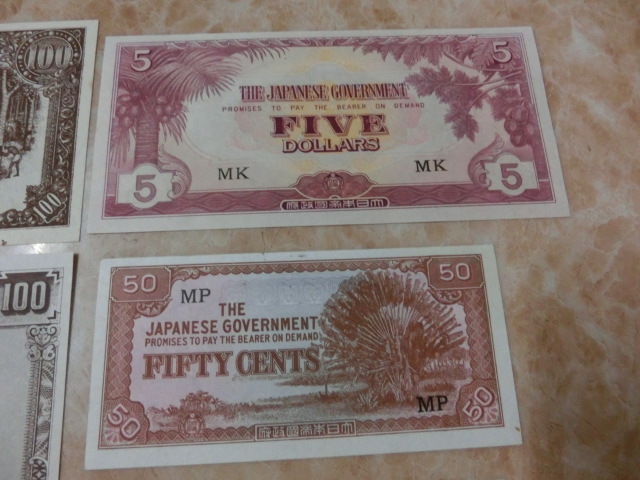 100
100
5
5
THE JAPANESE GOVERNMENT
PROMISES TO PAY THE BEARER ON DEMAND
FIVE
DOLLARS
MK
MK
5
5
府政國帝本日大
100
50
50
MP
THE
JAPANESE GOVERNMENT
PROMISES TO PAY THE BEARER ON DEMAND
FIFTY CENTS
MP
50
50
府政國帝本日大